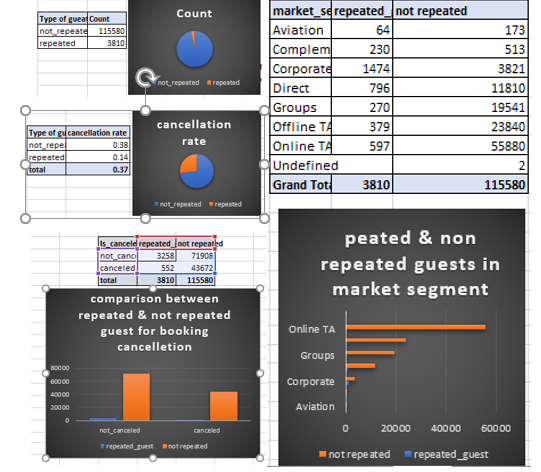 Type of guest Count
not_repeate 115580
repeated 3810
Count
not_repeated repeated
Type of gu cancellation rate
not_repea 0.38
repeated 0.14
total 0.37
cancellation
rate
not_repeated repeated
Is_canceled repeated_ not repeated
not_canc 3258 71908
canceled 552 43672
total 3810 115580
comparison between
repeated & not repeated
guest for booking
cancelletion
80000
60000
40000
20000
0
not_canceled canceled
repeated_guest not repeated
market_se repeated_ not repeated
Aviation 64 173
Complem 230 513
Corporate 1474 3821
Direct 796 11810
Groups 270 19541
Offline TA 379 23840
Online TA 597 55880
Undefined 2
Grand Tota 3810 115580
peated & non
repeated guests in
market segment
Online TA
Groups
Corporate
Aviation
0 20000 40000 60000
not repeated repeated_guest